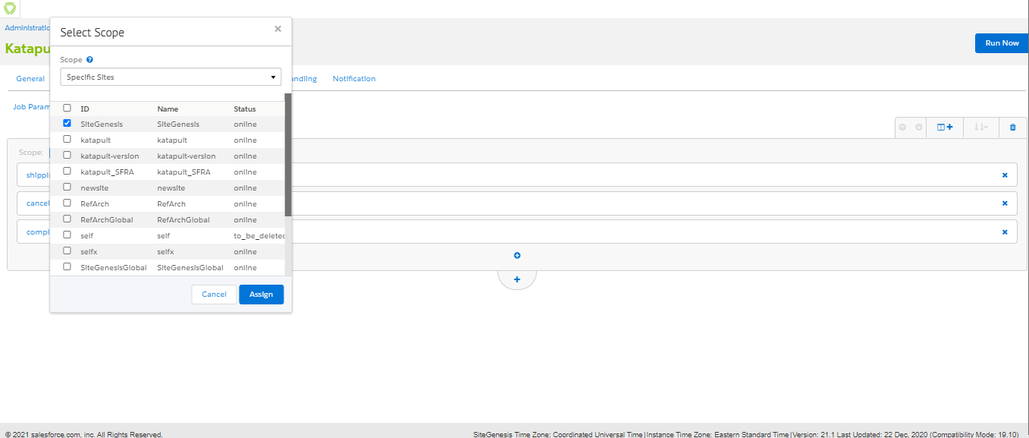 Administratio
Katapu
Run Now
General
andling
Notification
Job Param
Select Scope
×
Scope ?
Specific Sites
ID Name Status
SiteGenesis SiteGenesis online
katapult katapult online
katapult-version katapult-version online
katapult_SFRA katapult_SFRA online
newsite newsite online
RefArch RefArch online
RefArchGlobal RefArchGlobal online
self self to_be_deleted
selfx selfx online
SiteGenesisGlobal SiteGenesisGlobal online
Cancel Assign
Scope:
shippi
cancel
compl
© 2021 salesforce.com, inc. All Rights Reserved.
SiteGenesis Time Zone: Coordinated Universal Time | Instance Time Zone: Eastern Standard Time | Version: 21.1 Last Updated: 22 Dec, 2020 (Compatibility Mode: 19.10)